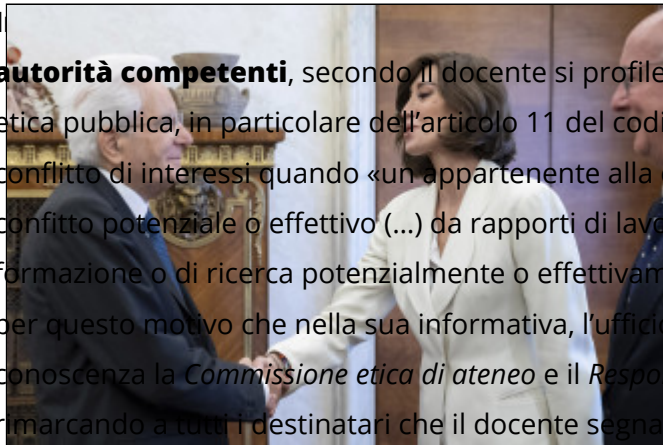 autorità competenti, secondo il docente si profile
etica pubblica, in particolare dell'articolo 11 del codi
conflitto di interessi quando «un appartenente alla
confitto potenziale o effettivo (...) da rapporti di lavo
formazione o di ricerca potenzialmente o effettivam
per questo motivo che nella sua informativa, l'uffici
conoscenza la Commissione etica di ateneo e il Respo
rimarcando a tutti i destinatari che il docente segna